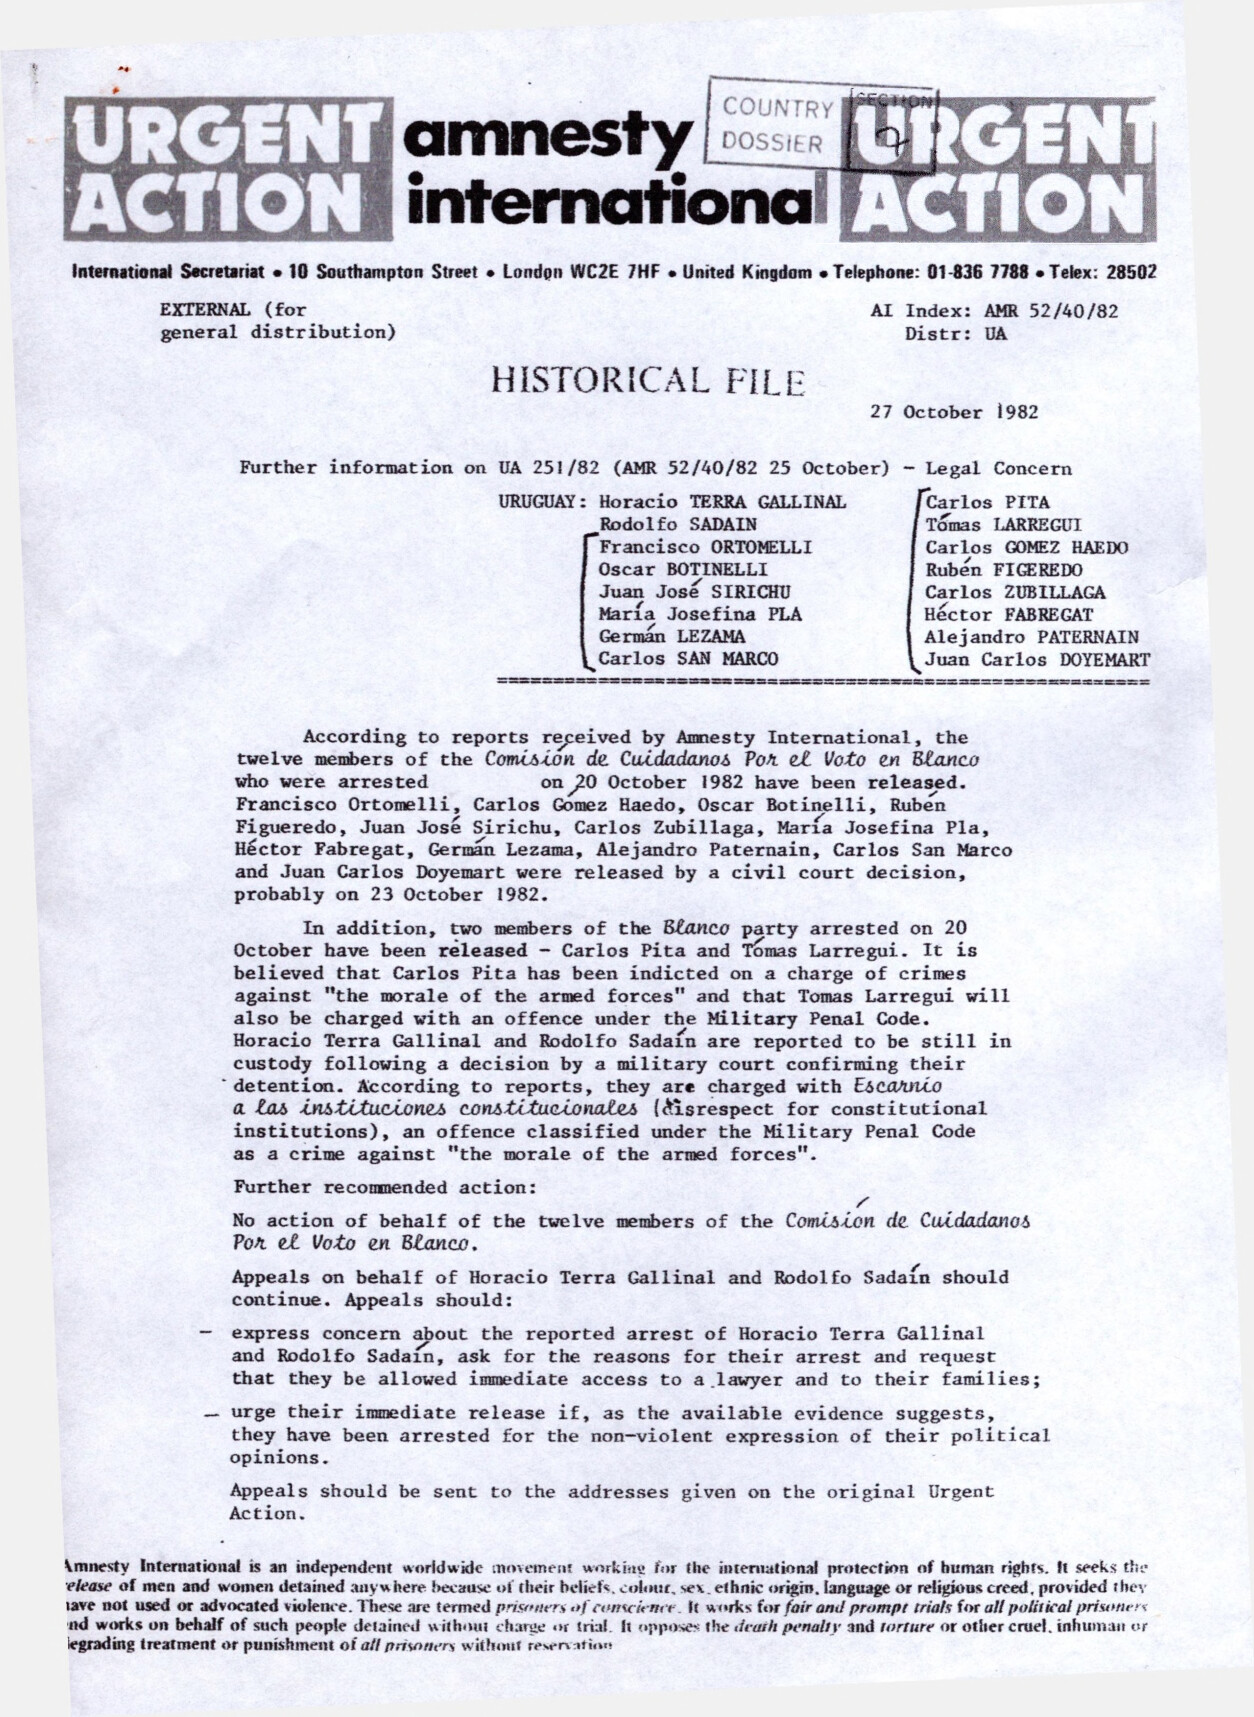 URGENT ACTION
amnesty international
COUNTRY DOSSIER
SECTION
URGENT ACTION
International Secretariat • 10 Southampton Street • London WC2E 7HF • United Kingdom • Telephone: 01-836 7788 • Telex: 28502
EXTERNAL (for
general distribution)
AI Index: AMR 52/40/82
Distr: UA
HISTORICAL FILE
27 October 1982
Further information on UA 251/82 (AMR 52/40/82 25 October) - Legal Concern
URUGUAY: Horacio TERRA GALLINAL
Rodolfo SADAIN
Francisco ORTOMELLI
Oscar BOTINELLI
Juan José SIRICHU
María Josefina PLA
Germán LEZAMA
Carlos SAN MARCO
Carlos PITA
Tómas LARREGUI
Carlos GOMEZ HAEDO
Rubén FIGEREDO
Carlos ZUBILLAGA
Héctor FABREGAT
Alejandro PATERNAIN
Juan Carlos DOYEMART
According to reports received by Amnesty International, the
twelve members of the Comisión de Cuidadanos Por el Voto en Blanco
who were arrested on 20 October 1982 have been released.
Francisco Ortomelli, Carlos Gómez Haedo, Oscar Botinelli, Rubén
Figueredo, Juan José Sirichu, Carlos Zubillaga, María Josefina Pla,
Héctor Fabregat, Germán Lezama, Alejandro Paternain, Carlos San Marco
and Juan Carlos Doyemart were released by a civil court decision,
probably on 23 October 1982.
In addition, two members of the Blanco party arrested on 20
October have been released - Carlos Pita and Tómas Larregui. It is
believed that Carlos Pita has been indicted on a charge of crimes
against "the morale of the armed forces" and that Tomas Larregui will
also be charged with an offence under the Military Penal Code.
Horacio Terra Gallinal and Rodolfo Sadaín are reported to be still in
custody following a decision by a military court confirming their
detention. According to reports, they are charged with Escarnio
a las instituciones constitucionales (disrespect for constitutional
institutions), an offence classified under the Military Penal Code
as a crime against "the morale of the armed forces".
Further recommended action:
No action of behalf of the twelve members of the Comisión de Cuidadanos
Por el Voto en Blanco.
Appeals on behalf of Horacio Terra Gallinal and Rodolfo Sadaín should
continue. Appeals should:
- express concern about the reported arrest of Horacio Terra Gallinal
and Rodolfo Sadaín, ask for the reasons for their arrest and request
that they be allowed immediate access to a lawyer and to their families;
- urge their immediate release if, as the available evidence suggests,
they have been arrested for the non-violent expression of their political
opinions.
Appeals should be sent to the addresses given on the original Urgent
Action.
Amnesty International is an independent worldwide movement working for the international protection of human rights. It seeks the
release of men and women detained anywhere because of their beliefs, colour, sex, ethnic origin, language or religious creed, provided they
have not used or advocated violence. These are termed prisoners of conscience. It works for fair and prompt trials for all political prisoners
and works on behalf of such people detained without charge or trial. It opposes the death penalty and torture or other cruel, inhuman or
degrading treatment or punishment of all prisoners without reservation